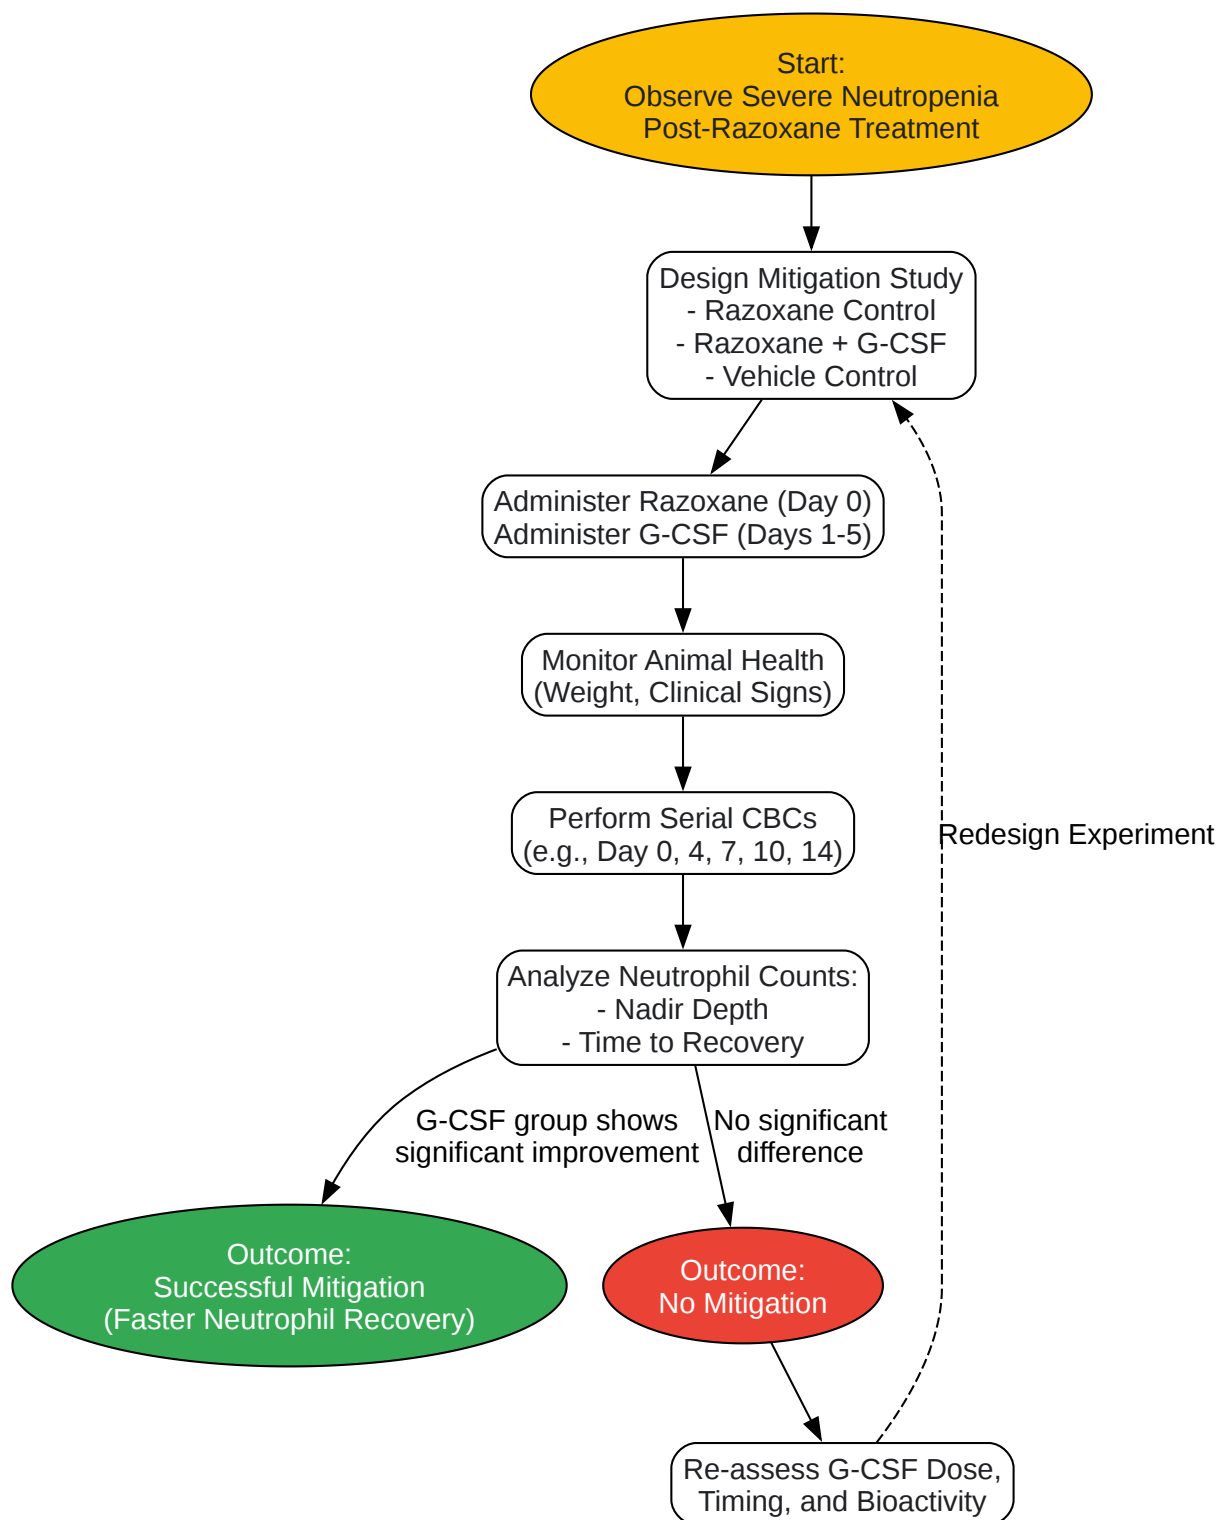 Start:
Observe Severe Neutropenia
Post-Razoxane Treatment
Design Mitigation Study
- Razoxane Control
- Razoxane + G-CSF
- Vehicle Control
Administer Razoxane (Day 0)
Administer G-CSF (Days 1-5)
Monitor Animal Health
(Weight, Clinical Signs)
Perform Serial CBCs
(e.g., Day 0, 4, 7, 10, 14)
Redesign Experiment
Analyze Neutrophil Counts:
- Nadir Depth
- Time to Recovery
G-CSF group shows
significant improvement
No significant
difference
Outcome:
Successful Mitigation
(Faster Neutrophil Recovery)
Outcome:
No Mitigation
Re-assess G-CSF Dose,
Timing, and Bioactivity